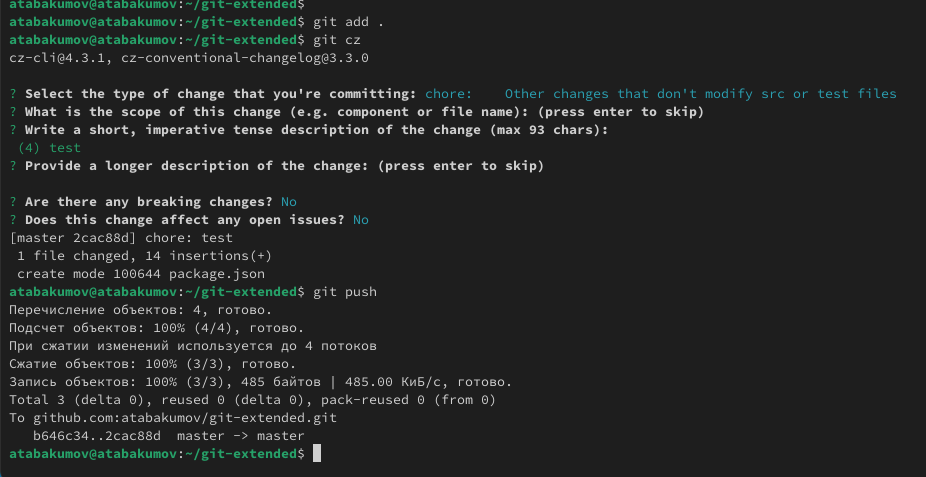 atabakumov@atabakumov:~/git-extended$
atabakumov@atabakumov:~/git-extended$ git add .
atabakumov@atabakumov:~/git-extended$ git cz
cz-cli@4.3.1, cz-conventional-changelog@3.3.0
? Select the type of change that you're committing: chore:    Other changes that don't modify src or test files
? What is the scope of this change (e.g. component or file name): (press enter to skip)
? Write a short, imperative tense description of the change (max 93 chars):
 (4) test
? Provide a longer description of the change: (press enter to skip)
? Are there any breaking changes? No
? Does this change affect any open issues? No
[master 2cac88d] chore: test
 1 file changed, 14 insertions(+)
 create mode 100644 package.json
atabakumov@atabakumov:~/git-extended$ git push
Перечисление объектов: 4, готово.
Подсчет объектов: 100% (4/4), готово.
При сжатии изменений используется до 4 потоков
Сжатие объектов: 100% (3/3), готово.
Запись объектов: 100% (3/3), 485 байтов | 485.00 КиБ/с, готово.
Total 3 (delta 0), reused 0 (delta 0), pack-reused 0 (from 0)
To github.com:atabakumov/git-extended.git
   b646c34..2cac88d  master -> master
atabakumov@atabakumov:~/git-extended$